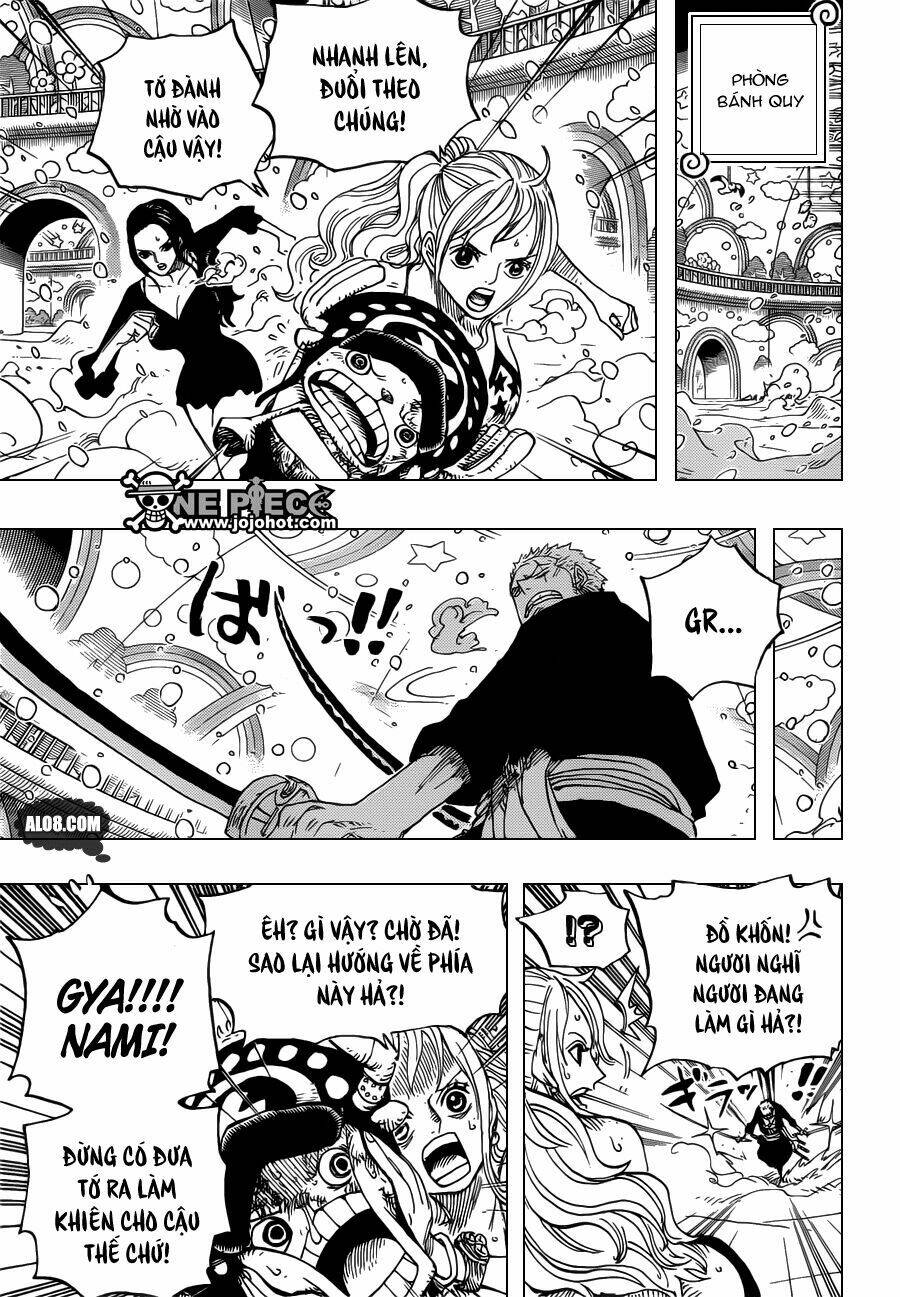 PHÒNG
BÁNH QUY
NHANH LÊN,
ĐUỔI THEO
CHÚNG!
TỚ ĐÀNH
NHỜ VÀO
CẬU VẬY!
ONE PIECE
www.jojohot.com
GR...
ばっ!!
ALO8.COM
ĐỒ KHỐN!
NGƯƠI NGHĨ
NGƯƠI ĐANG
LÀM GÌ HẢ?!
!?
ギラッ!!
ÊH? GÌ VẬY? CHỜ ĐÃ!
SAO LẠI HƯỚNG VỀ PHÍA
NÀY HẢ?!
GYA!!!!
NAMI!
ĐỪNG CÓ ĐƯA
TỚ RA LÀM
KHIÊN CHO CẬU
THẾ CHỨ!